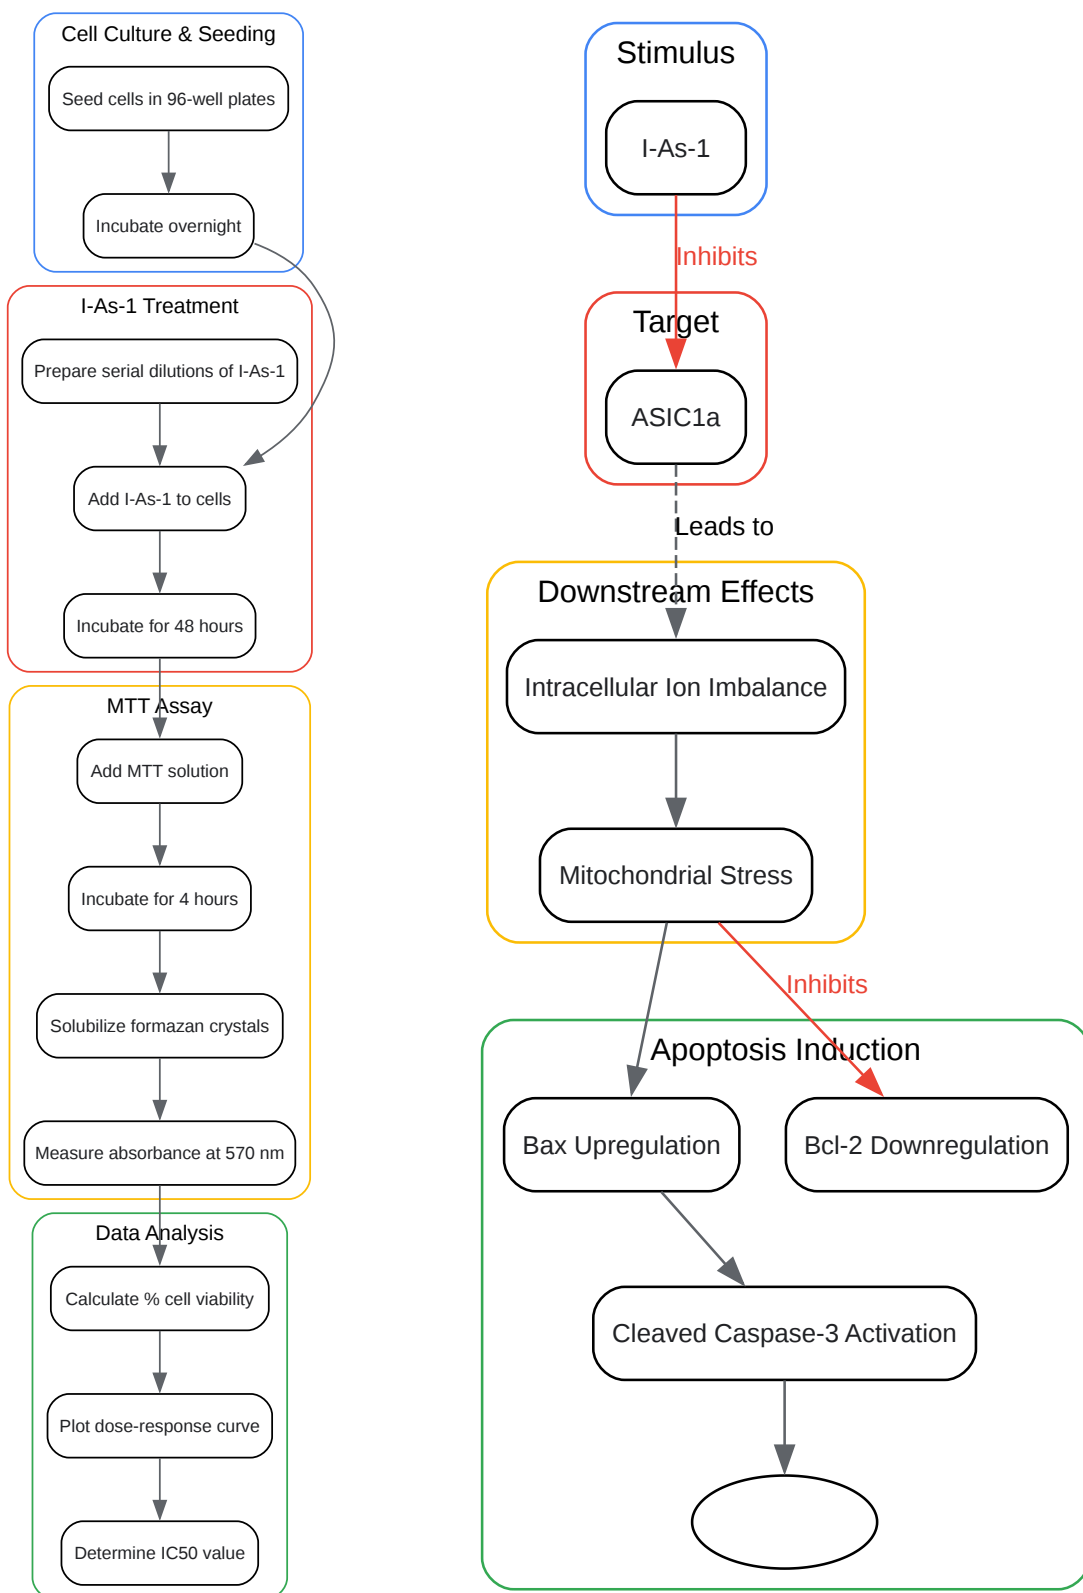 Cell Culture & Seeding
Seed cells in 96-well plates
Incubate overnight
I-As-1 Treatment
Prepare serial dilutions of I-As-1
Add I-As-1 to cells
Incubate for 48 hours
MTT Assay
Add MTT solution
Incubate for 4 hours
Solubilize formazan crystals
Measure absorbance at 570 nm
Data Analysis
Calculate % cell viability
Plot dose-response curve
Determine IC50 value
Stimulus
I-As-1
Inhibits
Target
ASIC1a
Leads to
Downstream Effects
Intracellular Ion Imbalance
Mitochondrial Stress
Inhibits
Apoptosis Induction
Bax Upregulation
Bcl-2 Downregulation
Cleaved Caspase-3 Activation